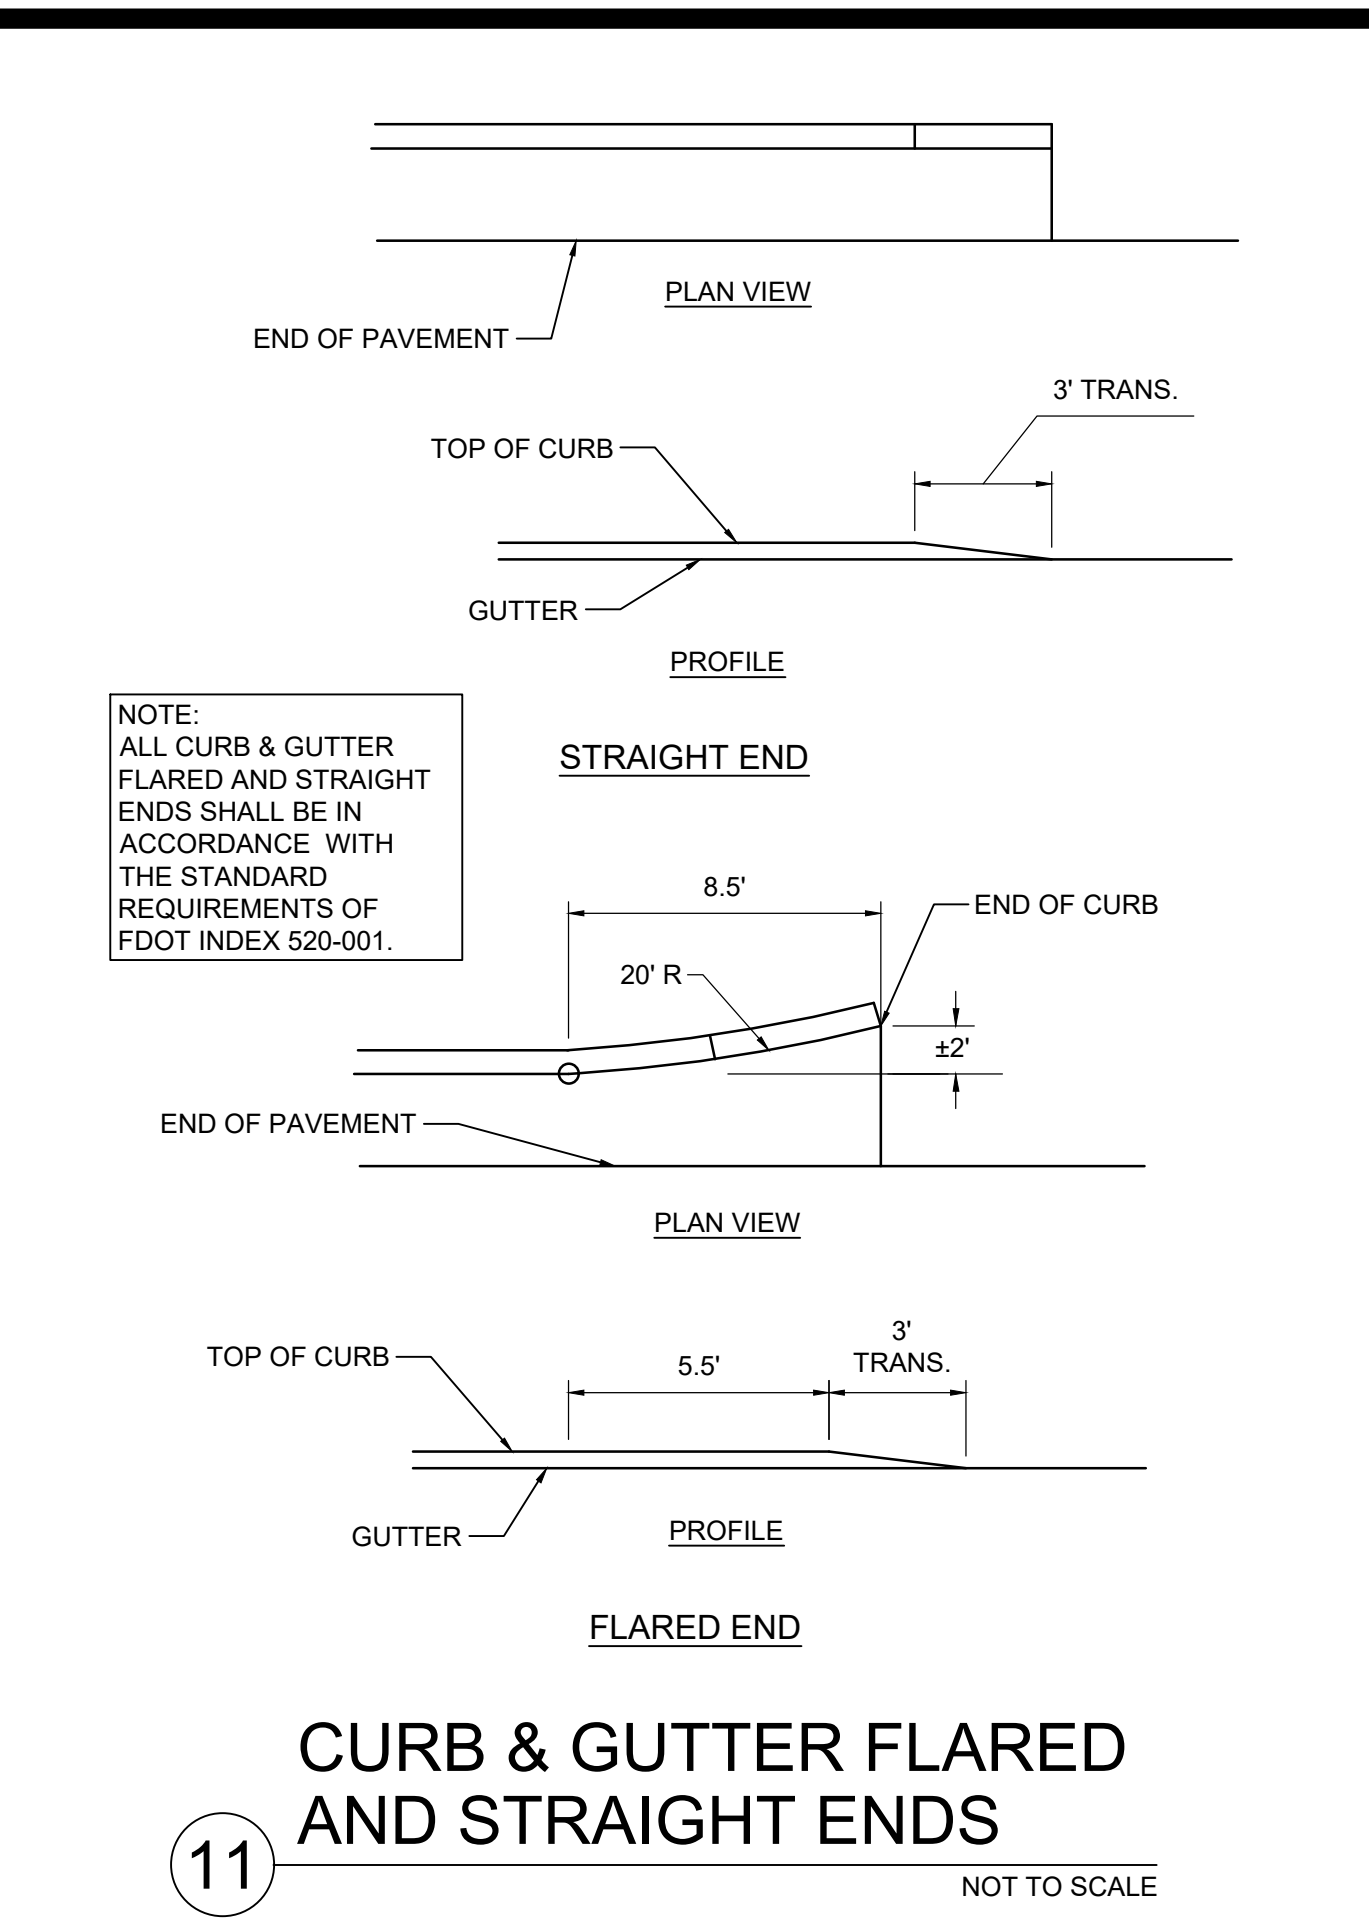 PLAN VIEW
END OF PAVEMENT
3' TRANS.
TOP OF CURB
GUTTER
PROFILE
NOTE:
ALL CURB & GUTTER
FLARED AND STRAIGHT
ENDS SHALL BE IN
ACCORDANCE  WITH
THE STANDARD
REQUIREMENTS OF
FDOT INDEX 520-001.
STRAIGHT END
8.5'
END OF CURB
20' R
±2'
END OF PAVEMENT
PLAN VIEW
3'
TRANS.
TOP OF CURB
5.5'
GUTTER
PROFILE
FLARED END
CURB & GUTTER FLARED
AND STRAIGHT ENDS
11
NOT TO SCALE